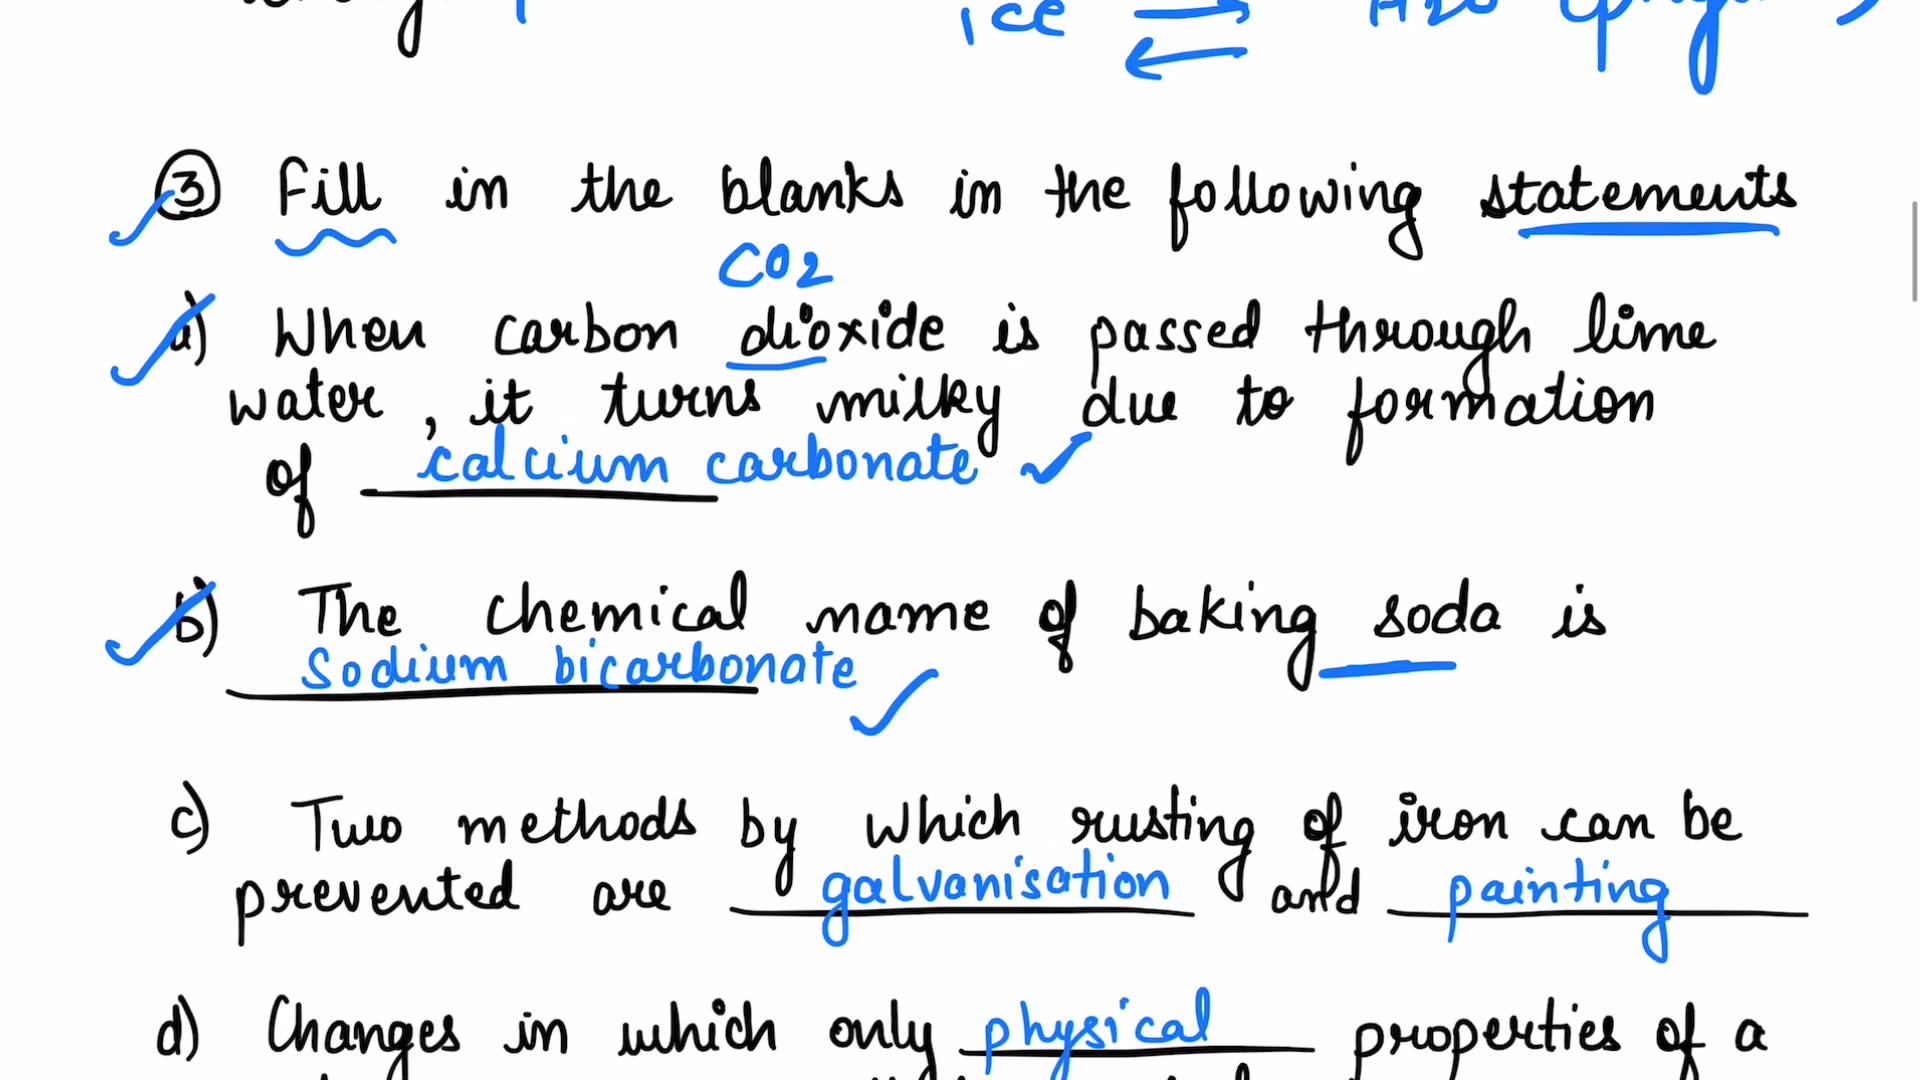 ice ⇌ H2O
③ Fill in the blanks in the following statements
CO2
a) When carbon dioxide is passed through lime
water, it turns milky due to formation
of calcium carbonate ✓
b) The chemical name of baking soda is
Sodium bicarbonate ✓
c) Two methods by which rusting of iron can be
prevented are galvanisation and painting
d) Changes in which only physical properties of a